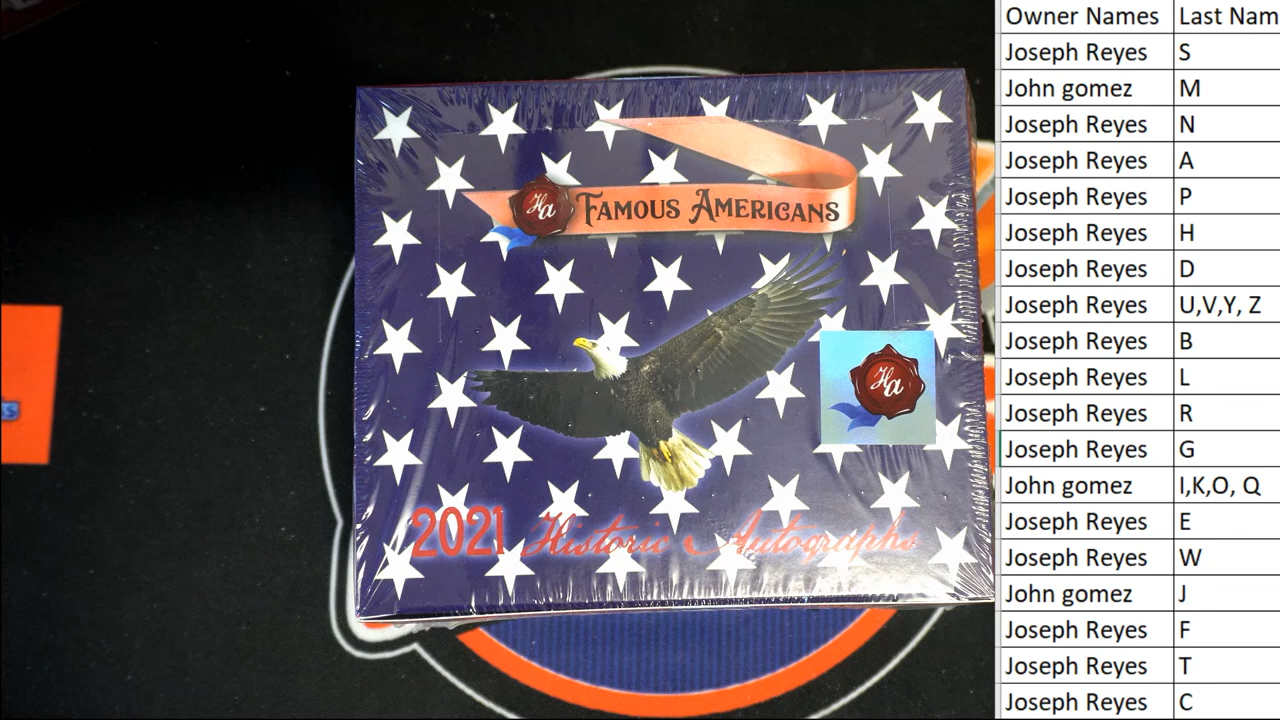 Owner Names Last Nam
Joseph Reyes S
John gomez M
Joseph Reyes N
Joseph Reyes A
Joseph Reyes P
Joseph Reyes H
Joseph Reyes D
Joseph Reyes U,V,Y, Z
Joseph Reyes B
Joseph Reyes L
Joseph Reyes R
Joseph Reyes G
John gomez I,K,O, Q
Joseph Reyes E
Joseph Reyes W
John gomez J
Joseph Reyes F
Joseph Reyes T
Joseph Reyes C
Ha FAMOUS AMERICANS
Ha
2021 Historic Autographs